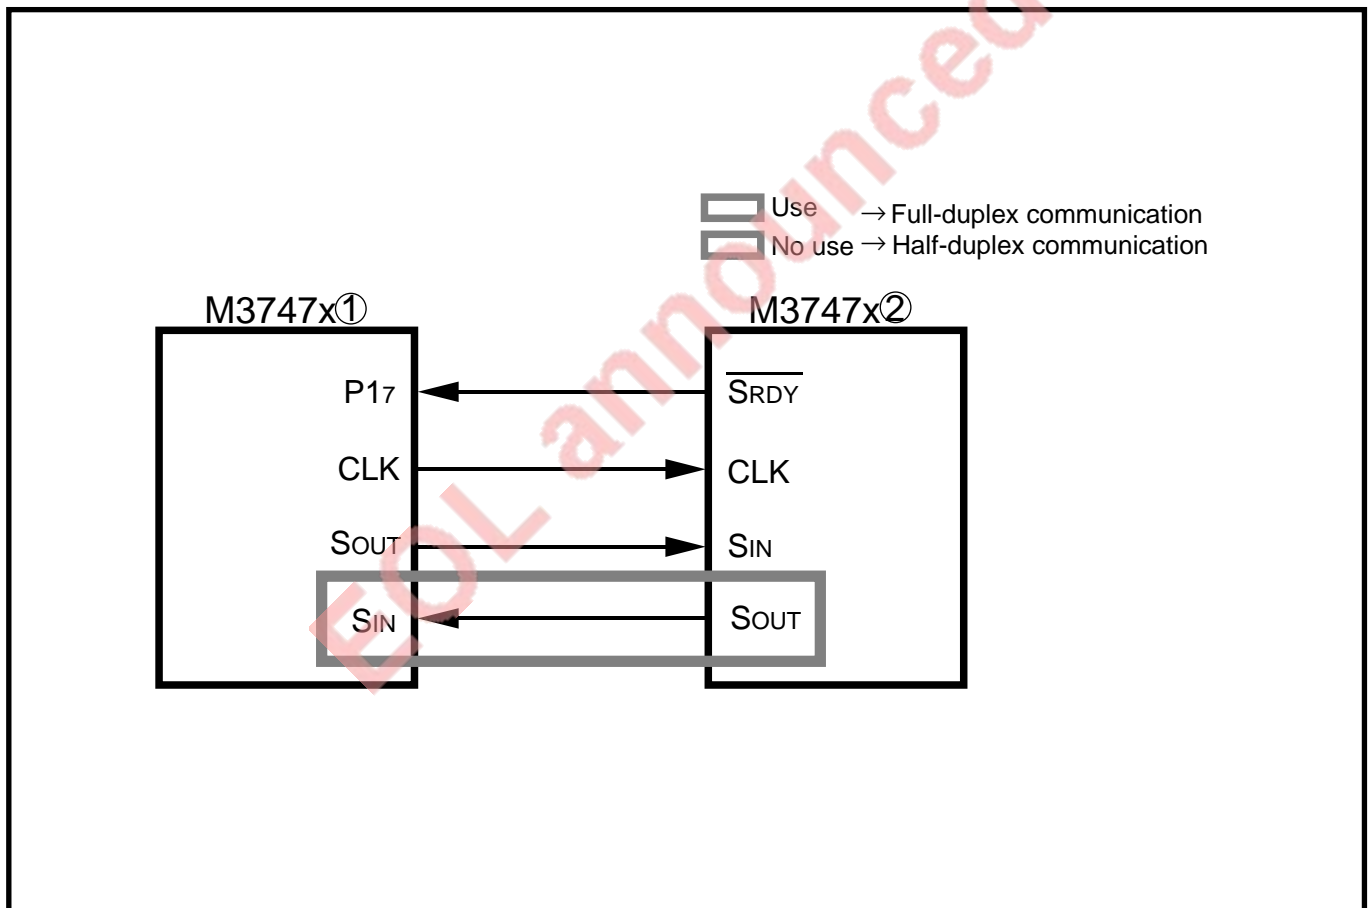 Use → Full-duplex communication
No use → Half-duplex communication
M3747x① M3747x②
P17 S̅R̅D̅Y̅
CLK CLK
SOUT SIN
SIN SOUT
EOL announced